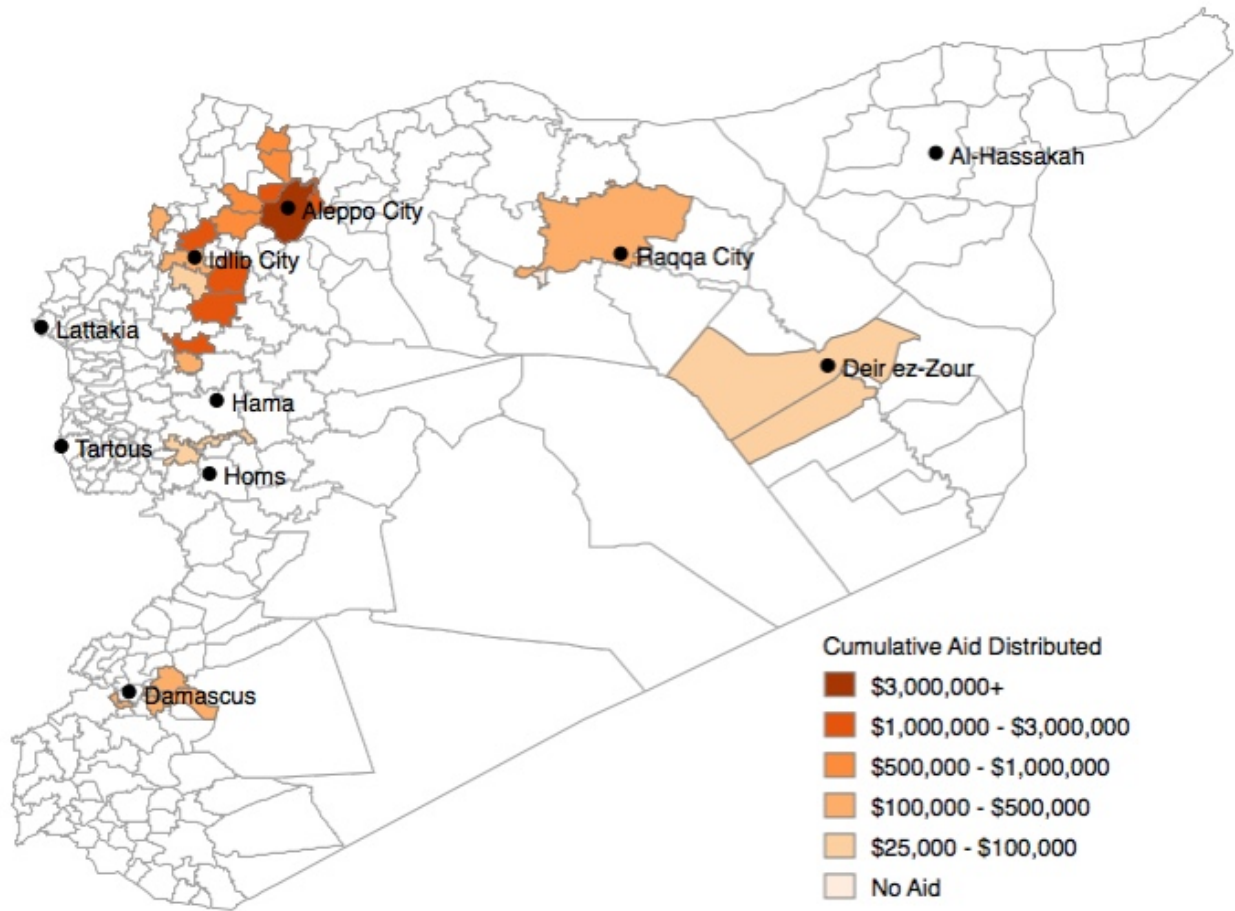 Al-Hassakah
Aleppo City
Raqqa City
Idlib City
Lattakia
Deir ez-Zour
Hama
Tartous
Homs
Damascus
Cumulative Aid Distributed
$3,000,000+
$1,000,000 - $3,000,000
$500,000 - $1,000,000
$100,000 - $500,000
$25,000 - $100,000
No Aid